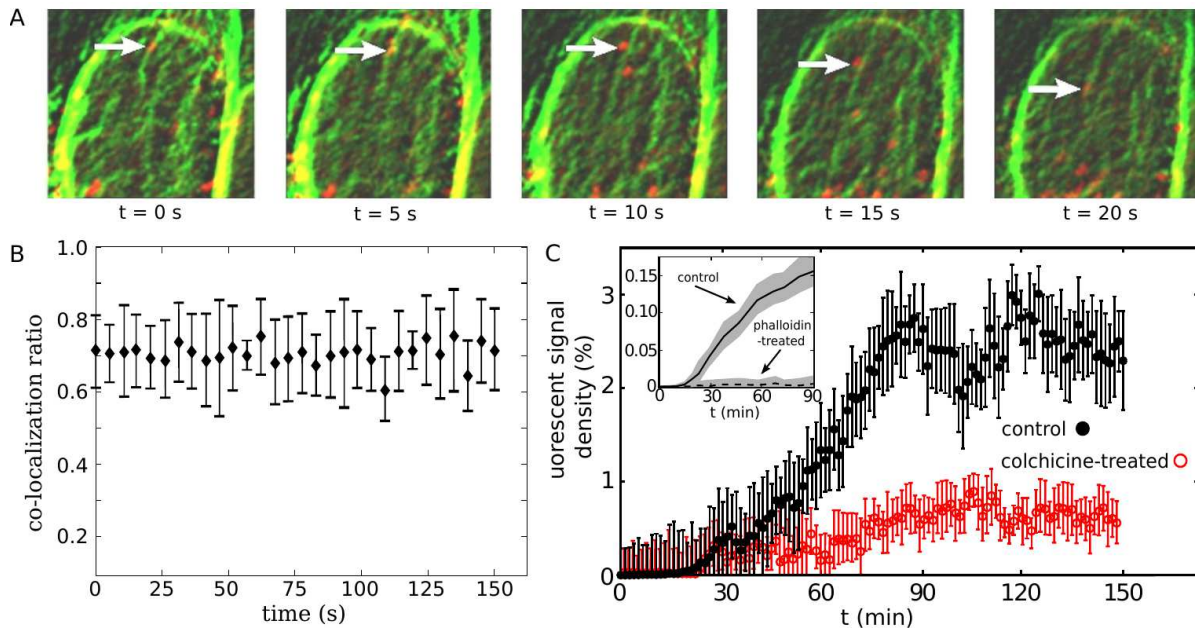 A
t = 0 s
t = 5 s
t = 10 s
t = 15 s
t = 20 s
B
co-localization ratio
1.0
0.8
0.6
0.4
0.2
0
25
50
75
100
125
150
time (s)
C
uorescent signal
density (%)
3
2
1
0
0
30
60
90
120
150
t (min)
control
colchicine-treated
0.15
0.10
0.05
0
0
30
60
90
t (min)
control
phalloidin
-treated